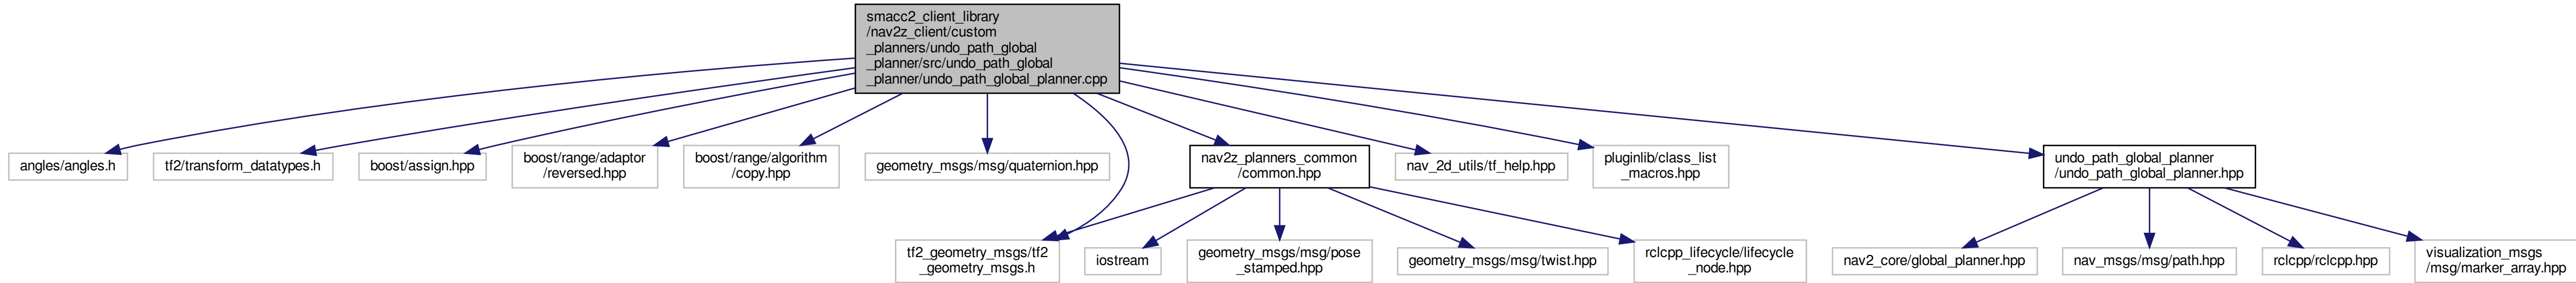 smacc2_client_library
/nav2z_client/custom
_planners/undo_path_global
_planner/src/undo_path_global
_planner/undo_path_global_planner.cpp
angles/angles.h
tf2/transform_datatypes.h
boost/assign.hpp
boost/range/adaptor
/reversed.hpp
boost/range/algorithm
/copy.hpp
geometry_msgs/msg/quaternion.hpp
nav2z_planners_common
/common.hpp
nav_2d_utils/tf_help.hpp
pluginlib/class_list
_macros.hpp
undo_path_global_planner
/undo_path_global_planner.hpp
tf2_geometry_msgs/tf2
_geometry_msgs.h
iostream
geometry_msgs/msg/pose
_stamped.hpp
geometry_msgs/msg/twist.hpp
rclcpp_lifecycle/lifecycle
_node.hpp
nav2_core/global_planner.hpp
nav_msgs/msg/path.hpp
rclcpp/rclcpp.hpp
visualization_msgs
/msg/marker_array.hpp